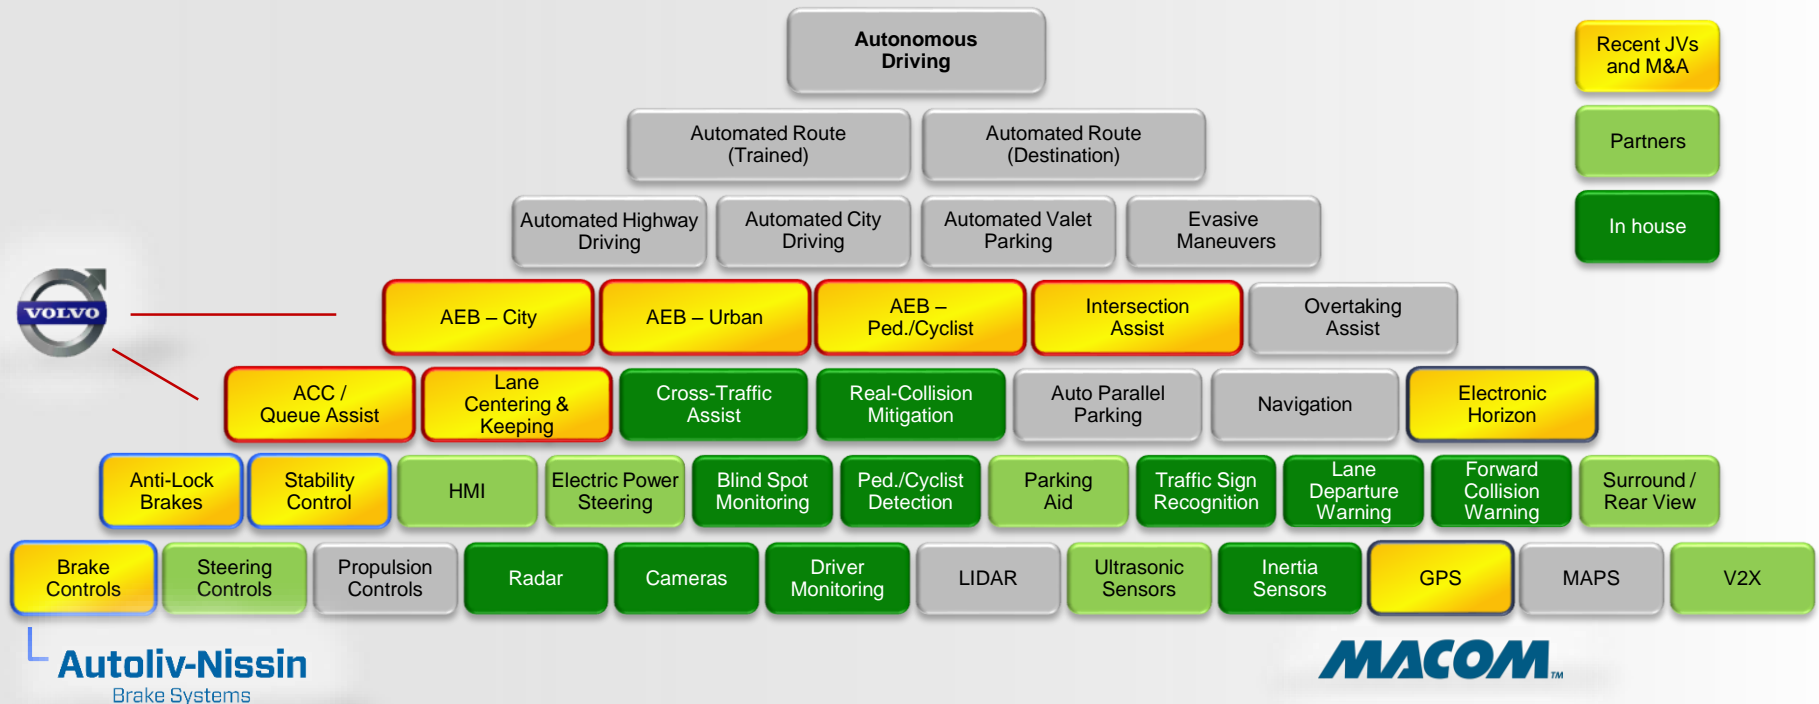 Autonomous
Driving
Recent JVs
and M&A
Automated Route
(Trained)
Automated Route
(Destination)
Partners
Automated Highway
Driving
Automated City
Driving
Automated Valet
Parking
Evasive
Maneuvers
In house
VOLVO
AEB – City
AEB – Urban
AEB –
Ped./Cyclist
Intersection
Assist
Overtaking
Assist
ACC /
Queue Assist
Lane
Centering &
Keeping
Cross-Traffic
Assist
Real-Collision
Mitigation
Auto Parallel
Parking
Navigation
Electronic
Horizon
Anti-Lock
Brakes
Stability
Control
HMI
Electric Power
Steering
Blind Spot
Monitoring
Ped./Cyclist
Detection
Parking
Aid
Traffic Sign
Recognition
Lane
Departure
Warning
Forward
Collision
Warning
Surround /
Rear View
Brake
Controls
Steering
Controls
Propulsion
Controls
Radar
Cameras
Driver
Monitoring
LIDAR
Ultrasonic
Sensors
Inertia
Sensors
GPS
MAPS
V2X
Autoliv-Nissin
Brake Systems
MACOM™